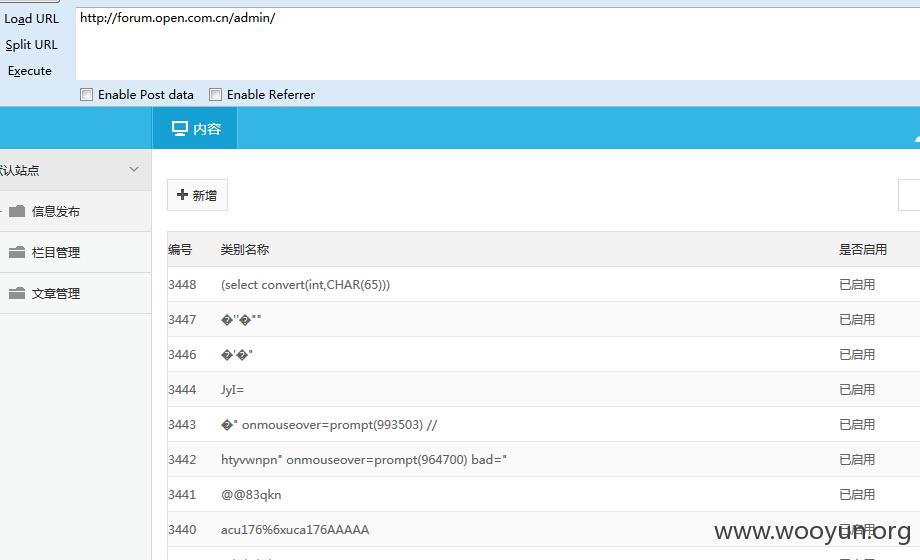 Load URL
http://forum.open.com.cn/admin/
Split URL
Execute
Enable Post data
Enable Referrer
内容
认站点
新增
信息发布
栏目管理
文章管理
编号 类别名称 是否启用
3448 (select convert(int,CHAR(65))) 已启用
3447 �''�"" 已启用
3446 �'�" 已启用
3444 JyI= 已启用
3443 �" onmouseover=prompt(993503) // 已启用
3442 htyvwnpn" onmouseover=prompt(964700) bad=" 已启用
3441 @@83qkn 已启用
3440 acu176%6xuca176AAAAA 已启用
www.wooyun.org